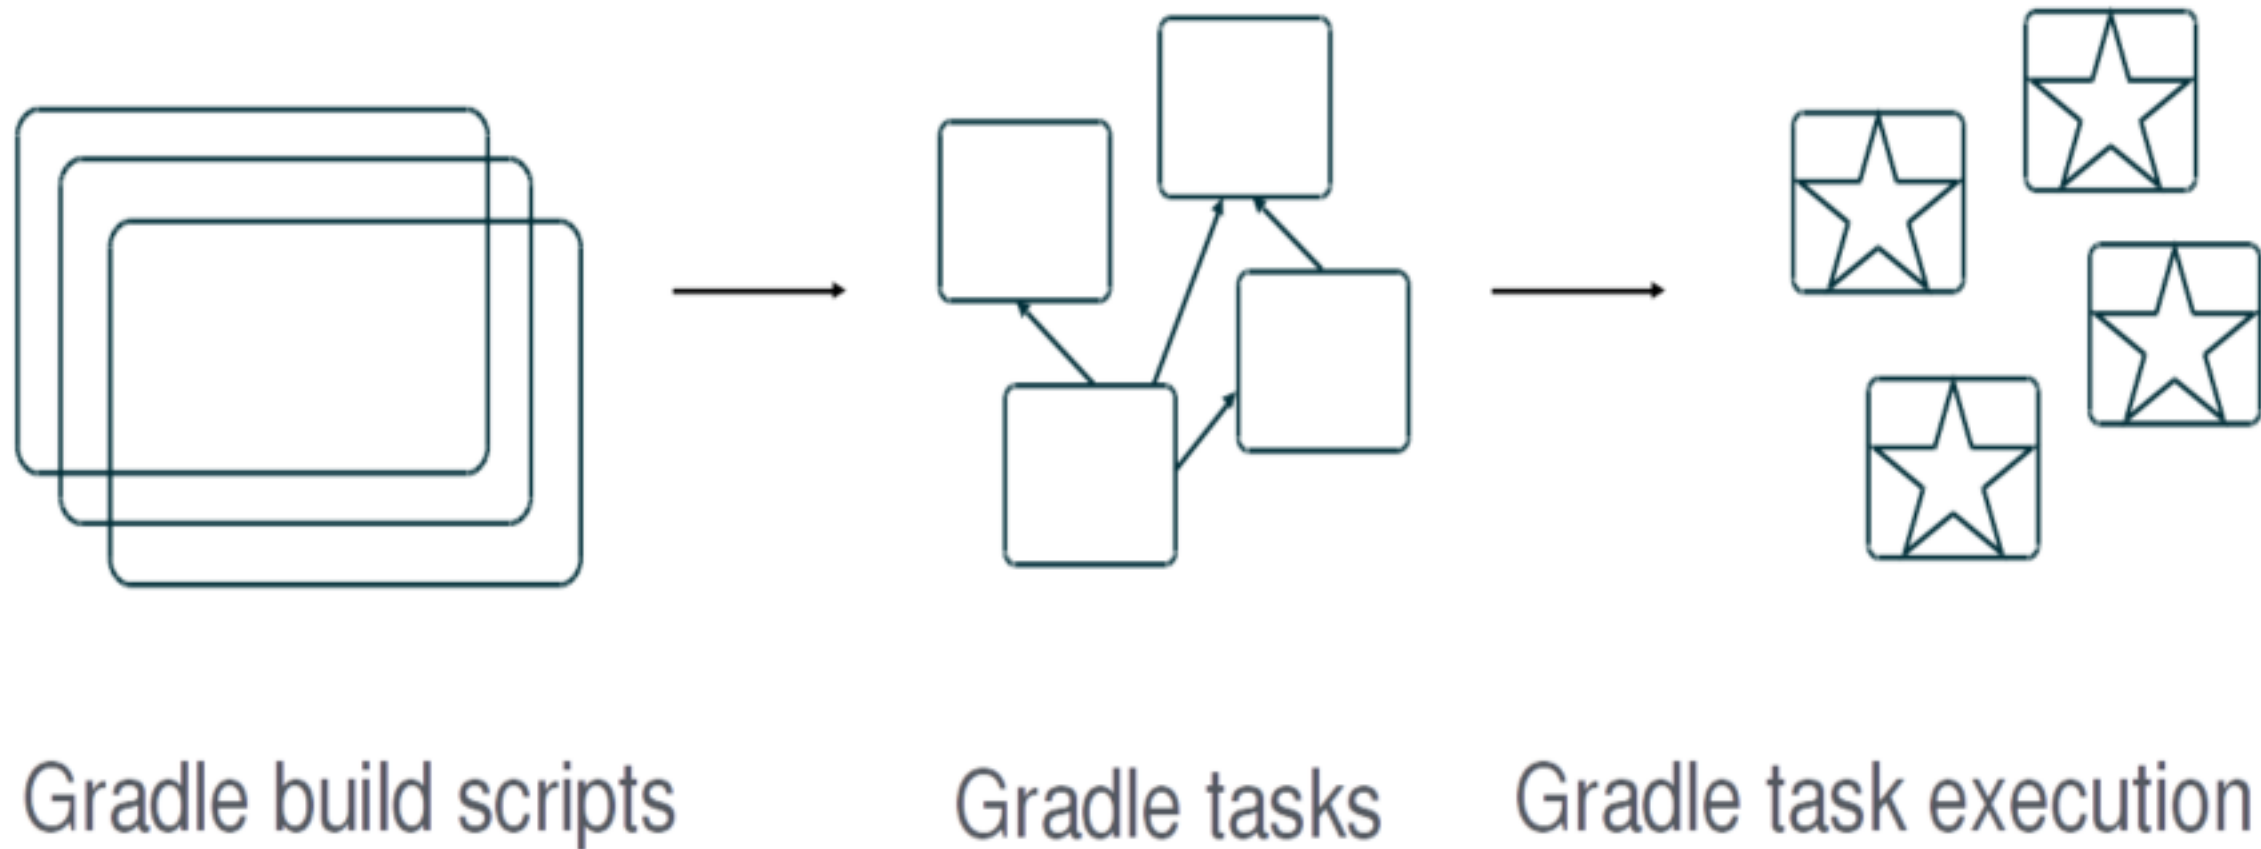 Gradle build scripts
Gradle tasks
Gradle task execution